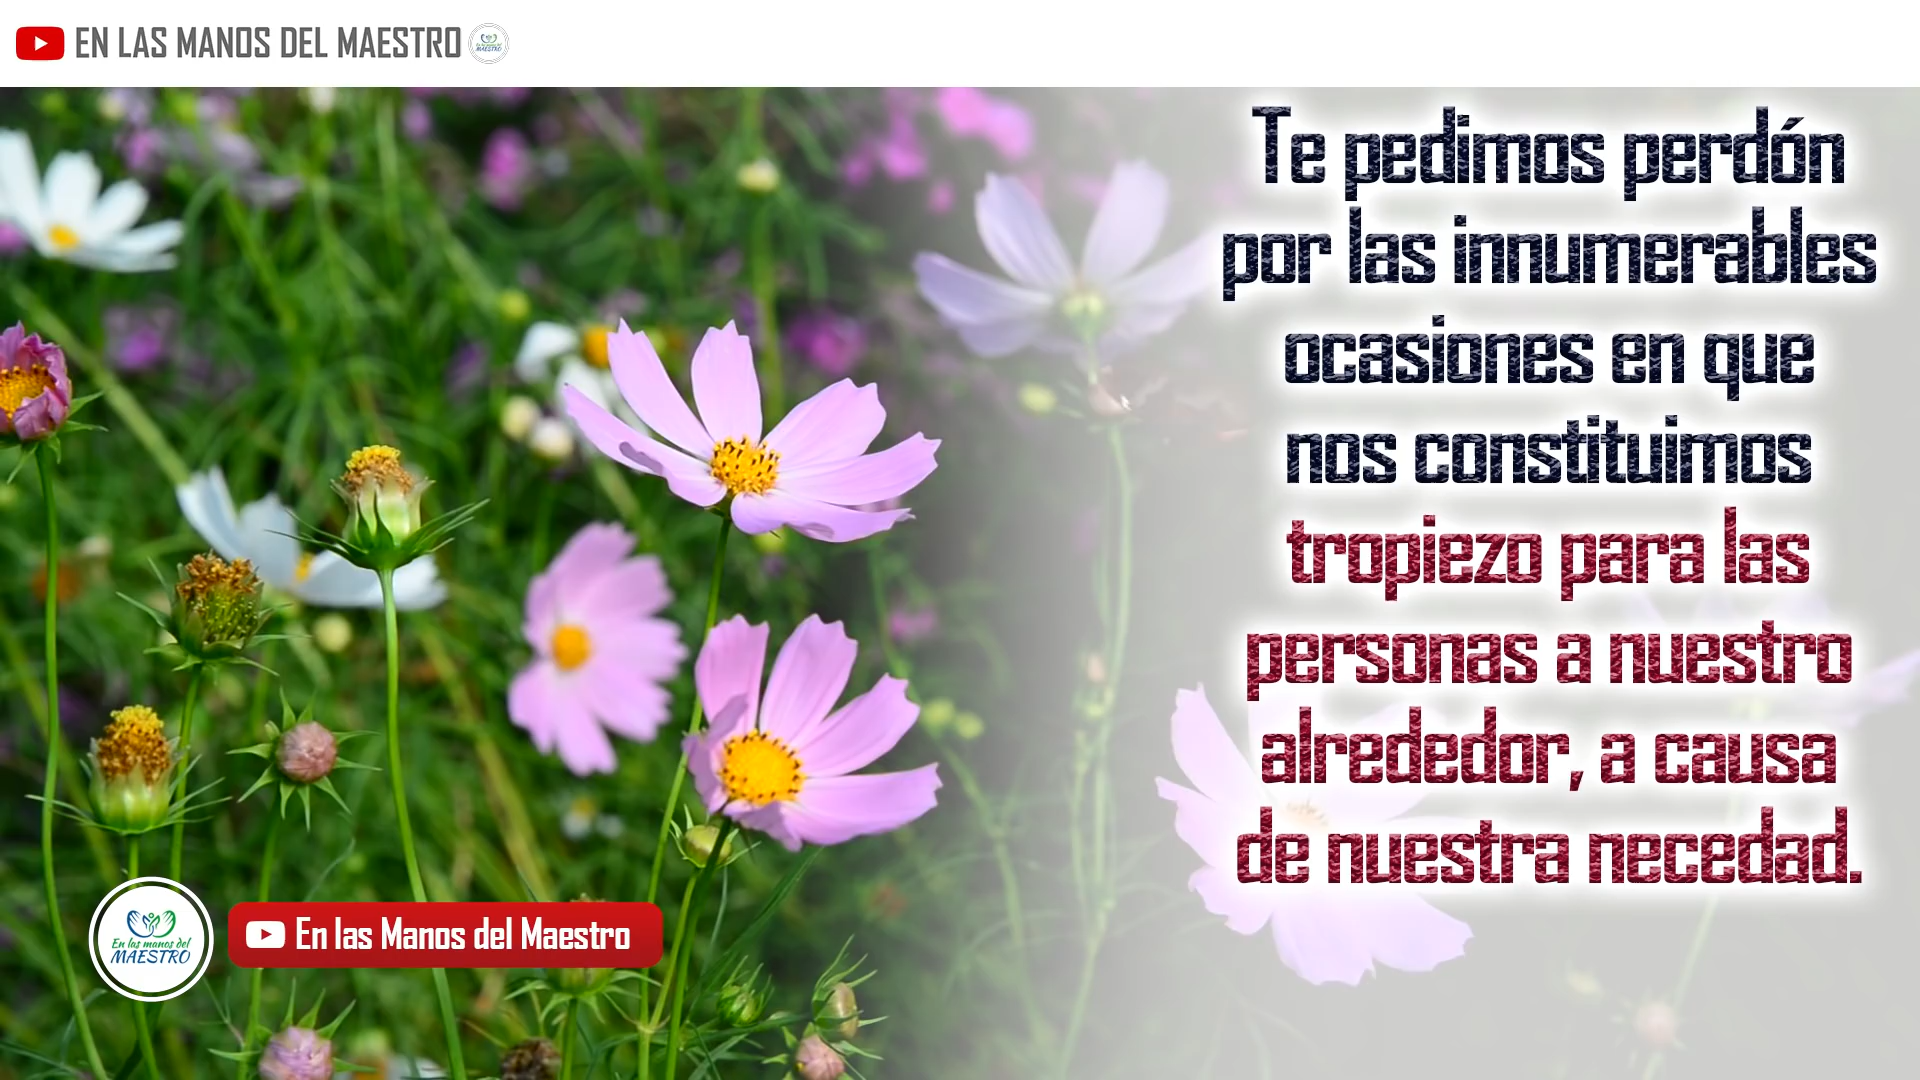 EN LAS MANOS DEL MAESTRO
Te pedimos perdón
por las innumerables
ocasiones en que
nos constituimos
tropiezo para las
personas a nuestro
alrededor, a causa
de nuestra necedad.
En las manos del
MAESTRO
En las Manos del Maestro